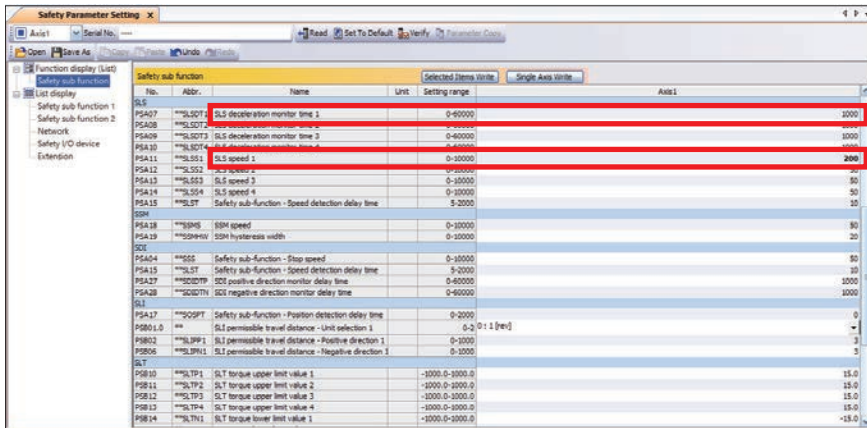 Safety Parameter Setting X
Axis1 Serial No. ---- Read Set To Default Verify Parameter Copy
Open Save As Copy Paste Undo Redo
Function display (List)
Safety sub function
List display
Safety sub function 1
Safety sub function 2
Network
Safety I/O device
Extension
Safety sub function Selected Items Write Single Axis Write
No. Abbr. Name Unit Setting range Axis1
SLS
PSA07 **SLSDT1 SLS deceleration monitor time 1 0-60000 1000
PSA08 **SLSDT2 SLS deceleration monitor time 2 0-60000 1000
PSA09 **SLSDT3 SLS deceleration monitor time 3 0-60000 1000
PSA10 **SLSDT4 0-60000 1000
PSA11 **SLSS1 SLS speed 1 0-10000 200
PSA12 **SLSS2 SLS speed 2 0-10000 50
PSA13 **SLSS3 SLS speed 3 0-10000 50
PSA14 **SLSS4 SLS speed 4 0-10000 50
PSA15 **SLST Safety sub-function - Speed detection delay time 5-2000 10
SSM
PSA18 **SSMS SSM speed 0-10000 50
PSA19 **SSMHW SSM hysteresis width 0-10000 20
SDI
PSA04 **SSS Safety sub-function - Stop speed 0-10000 50
PSA15 **SLST Safety sub-function - Speed detection delay time 5-2000 10
PSA27 **SDIDTP SDI positive direction monitor delay time 0-60000 1000
PSA28 **SDIDTN SDI negative direction monitor delay time 0-60000 1000
SLI
PSA17 **SOSPT Safety sub-function - Position detection delay time 0-2000 0
PSB01.0 ** SLI permissible travel distance - Unit selection 1 0-2 0 : 1 [rev]
PSB02 **SLIPP1 SLI permissible travel distance - Positive direction 1 0-1000 3
PSB06 **SLIPN1 SLI permissible travel distance - Negative direction 1 0-1000 3
SLT
PSB10 **SLTP1 SLT torque upper limit value 1 -1000.0-1000.0 15.0
PSB11 **SLTP2 SLT torque upper limit value 2 -1000.0-1000.0 15.0
PSB12 **SLTP3 SLT torque upper limit value 3 -1000.0-1000.0 15.0
PSB13 **SLTP4 SLT torque upper limit value 4 -1000.0-1000.0 15.0
PSB14 **SLTN1 SLT torque lower limit value 1 -1000.0-1000.0 -15.0